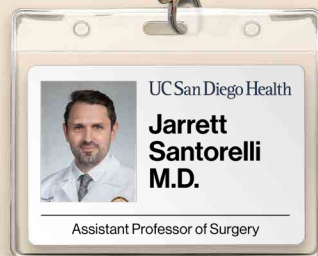 UC San Diego Health
Jarrett
Santorelli
M.D.
Assistant Professor of Surgery